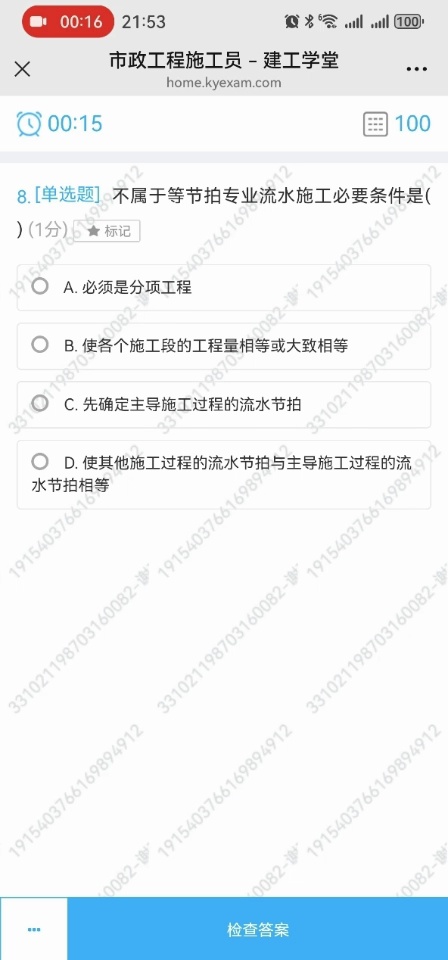 00:16 21:53 6 100
市政工程施工员 – 建工学堂
home.kyexam.com
00:15 100
8.[单选题] 不属于等节拍专业流水施工必要条件是(
)(1分) ★ 标记
A. 必须是分项工程
B. 使各个施工段的工程量相等或大致相等
C. 先确定主导施工过程的流水节拍
D. 使其他施工过程的流水节拍与主导施工过程的流
水节拍相等
检查答案